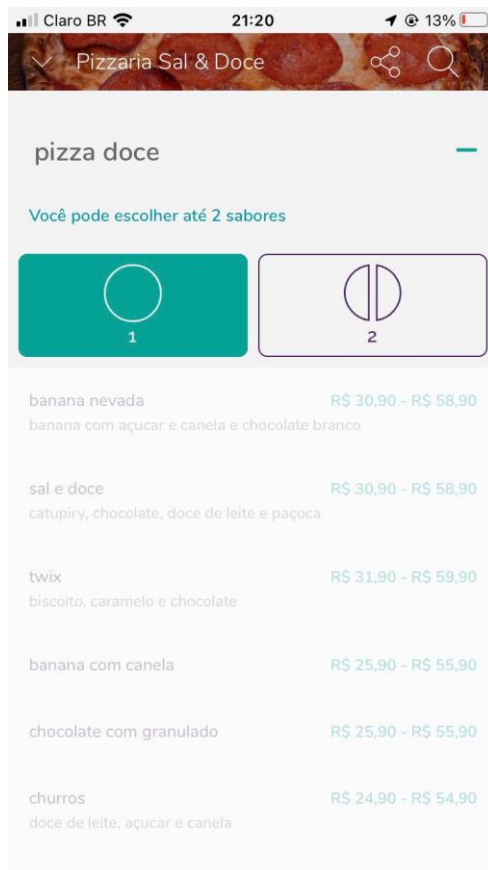 Claro BR 21:20 13%
Pizzaria Sal & Doce
pizza doce
Você pode escolher até 2 sabores
1 2
banana nevada R$ 30,90 - R$ 58,90
banana com açucar e canela e chocolate branco
sal e doce R$ 30,90 - R$ 58,90
catupiry, chocolate, doce de leite e paçoca
twix R$ 31,90 - R$ 59,90
biscoito, caramelo e chocolate
banana com canela R$ 25,90 - R$ 55,90
chocolate com granulado R$ 25,90 - R$ 55,90
churros R$ 24,90 - R$ 54,90
doce de leite, açucar e canela